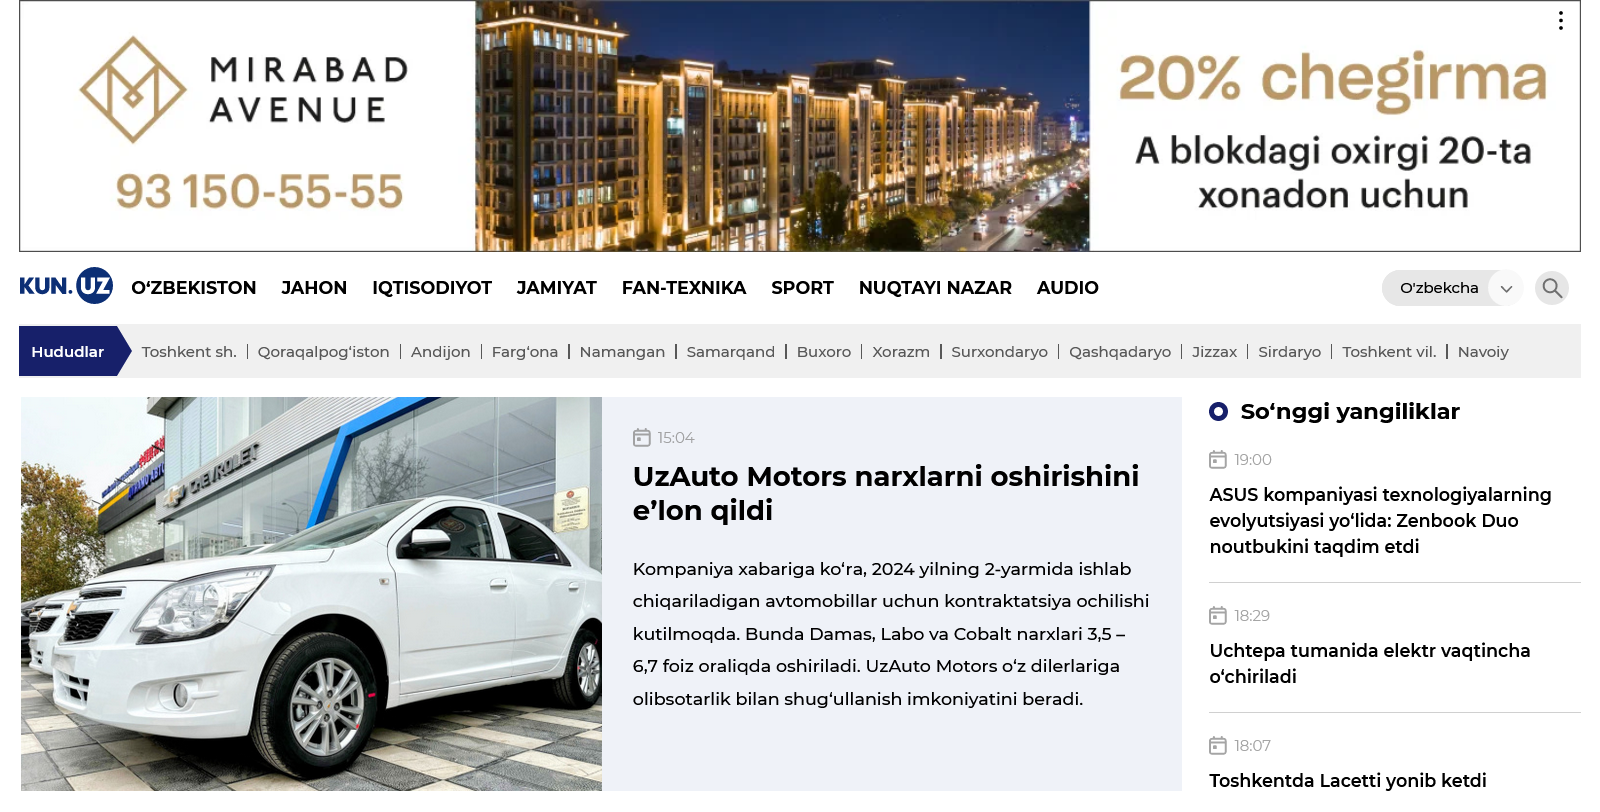 MIRABAD
AVENUE
93 150-55-55
20% chegirma
A blokdagi oxirgi 20-ta
xonadon uchun
KUN.UZ
O‘ZBEKISTON JAHON IQTISODIYOT JAMIYAT FAN-TEXNIKA SPORT NUQTAYI NAZAR AUDIO
O'zbekcha
Hududlar
Toshkent sh. | Qoraqalpog‘iston | Andijon | Farg‘ona | Namangan | Samarqand | Buxoro | Xorazm | Surxondaryo | Qashqadaryo | Jizzax | Sirdaryo | Toshkent vil. | Navoiy
CHEVROLET
15:04
UzAuto Motors narxlarni oshirishini
e’lon qildi
Kompaniya xabariga ko‘ra, 2024 yilning 2-yarmida ishlab
chiqariladigan avtomobillar uchun kontraktatsiya ochilishi
kutilmoqda. Bunda Damas, Labo va Cobalt narxlari 3,5 –
6,7 foiz oraliqda oshiriladi. UzAuto Motors o‘z dilerlariga
olibsotarlik bilan shug‘ullanish imkoniyatini beradi.
So‘nggi yangiliklar
19:00
ASUS kompaniyasi texnologiyalarning
evolyutsiyasi yo‘lida: Zenbook Duo
noutbukini taqdim etdi
18:29
Uchtepa tumanida elektr vaqtincha
o‘chiriladi
18:07
Toshkentda Lacetti yonib ketdi